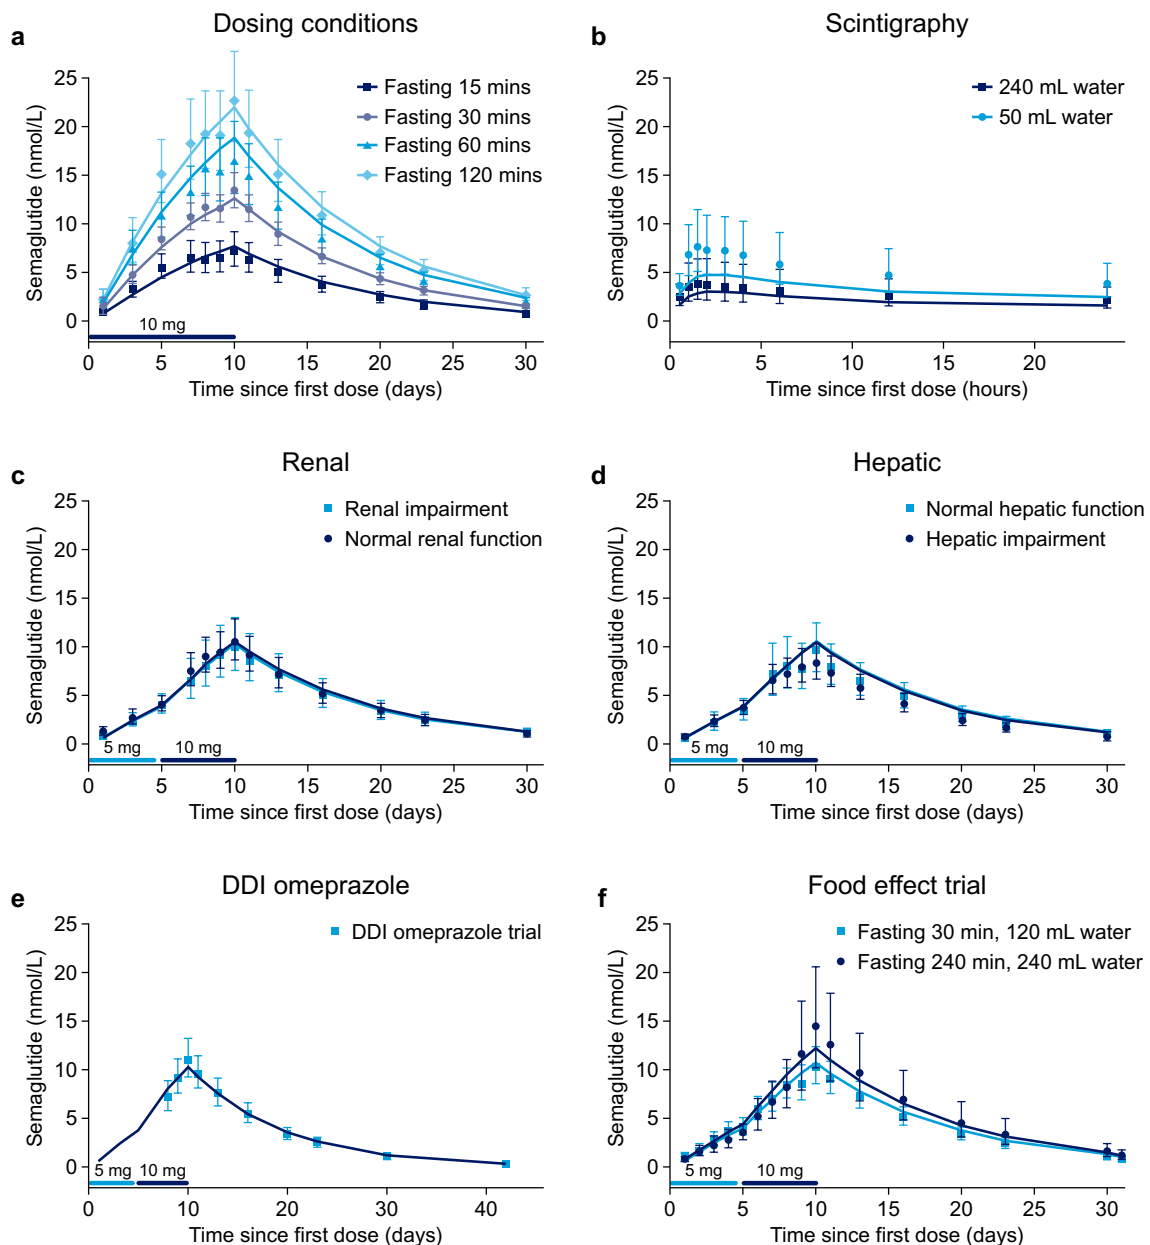 Dosing conditions
a
25
20
15
10
5
0
Semaglutide (nmol/L)
Fasting 15 mins
Fasting 30 mins
Fasting 60 mins
Fasting 120 mins
10 mg
0 5 10 15 20 25 30
Time since first dose (days)
Scintigraphy
b
25
20
15
10
5
0
Semaglutide (nmol/L)
240 mL water
50 mL water
0 5 10 15 20
Time since first dose (hours)
Renal
c
25
20
15
10
5
0
Semaglutide (nmol/L)
Renal impairment
Normal renal function
5 mg 10 mg
0 5 10 15 20 25 30
Time since first dose (days)
Hepatic
d
25
20
15
10
5
0
Semaglutide (nmol/L)
Normal hepatic function
Hepatic impairment
5 mg 10 mg
0 5 10 15 20 25 30
Time since first dose (days)
DDI omeprazole
e
25
20
15
10
5
0
Semaglutide (nmol/L)
DDI omeprazole trial
5 mg 10 mg
0 10 20 30 40
Time since first dose (days)
Food effect trial
f
25
20
15
10
5
0
Semaglutide (nmol/L)
Fasting 30 min, 120 mL water
Fasting 240 min, 240 mL water
5 mg 10 mg
0 5 10 15 20 25 30
Time since first dose (days)